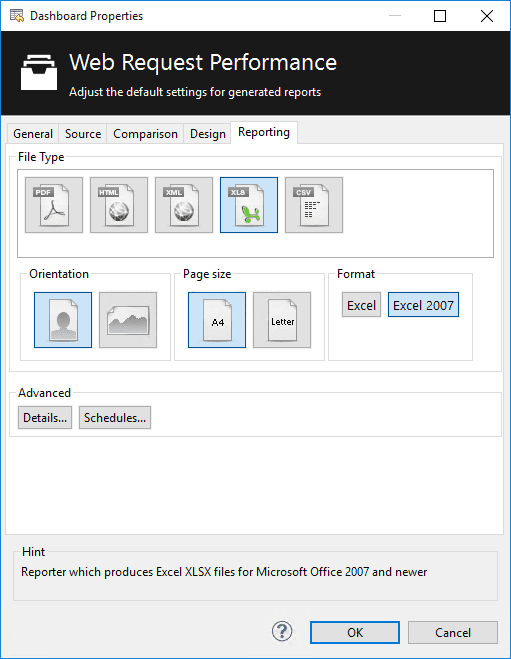 Dashboard Properties
Web Request Performance
Adjust the default settings for generated reports
General Source Comparison Design Reporting
File Type
PDF HTML XML XLS CSV
Orientation Page size Format
A4 Letter Excel Excel 2007
Advanced
Details... Schedules...
Hint
Reporter which produces Excel XLSX files for Microsoft Office 2007 and newer
? OK Cancel